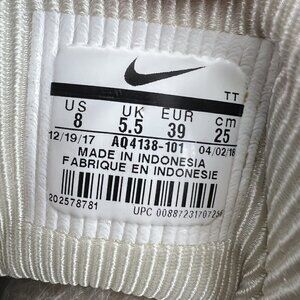 TT
US UK EUR cm
8 5.5 39 25
12/19/17 AQ4138-101 04/02/18
MADE IN INDONESIA
FABRIQUE EN INDONESIE
202578781
UPC